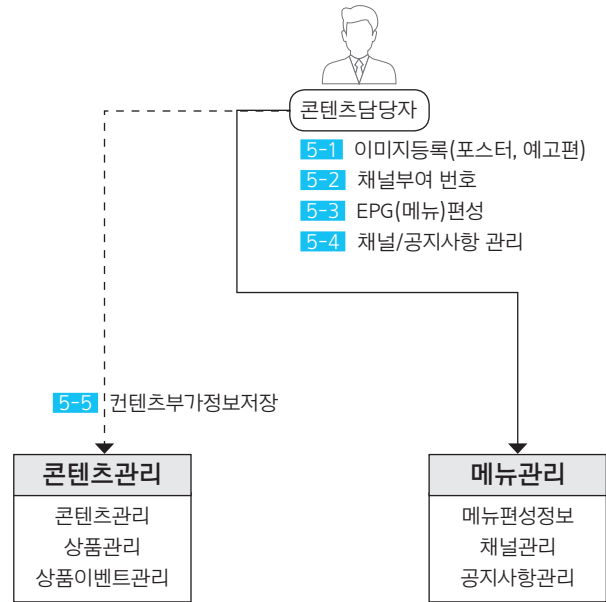 콘텐츠담당자
5-1 이미지등록(포스터, 예고편)
5-2 채널부여 번호
5-3 EPG(메뉴)편성
5-4 채널/공지사항 관리
5-5 컨텐츠부가정보저장
콘텐츠관리
콘텐츠관리
상품관리
상품이벤트관리
메뉴관리
메뉴편성정보
채널관리
공지사항관리